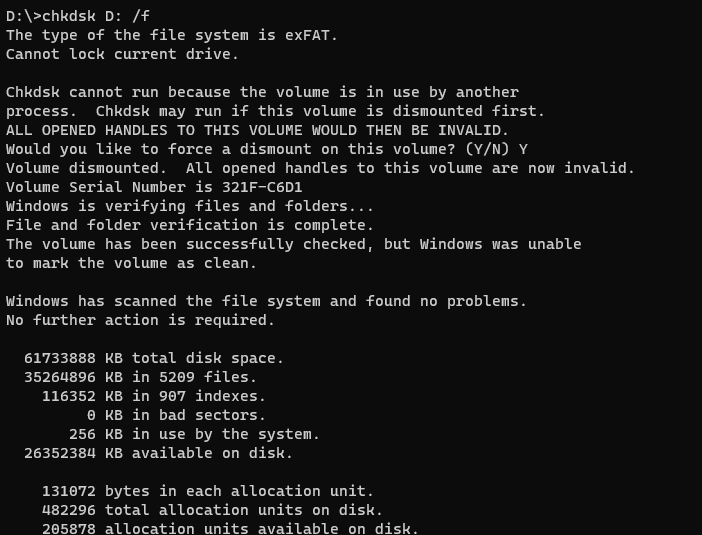 D:\>chkdsk D: /f
The type of the file system is exFAT.
Cannot lock current drive.

Chkdsk cannot run because the volume is in use by another
process.  Chkdsk may run if this volume is dismounted first.
ALL OPENED HANDLES TO THIS VOLUME WOULD THEN BE INVALID.
Would you like to force a dismount on this volume? (Y/N) Y
Volume dismounted.  All opened handles to this volume are now invalid.
Volume Serial Number is 321F-C6D1
Windows is verifying files and folders...
File and folder verification is complete.
The volume has been successfully checked, but Windows was unable
to mark the volume as clean.

Windows has scanned the file system and found no problems.
No further action is required.

  61733888 KB total disk space.
  35264896 KB in 5209 files.
    116352 KB in 907 indexes.
         0 KB in bad sectors.
       256 KB in use by the system.
  26352384 KB available on disk.

    131072 bytes in each allocation unit.
    482296 total allocation units on disk.
    205878 allocation units available on disk.